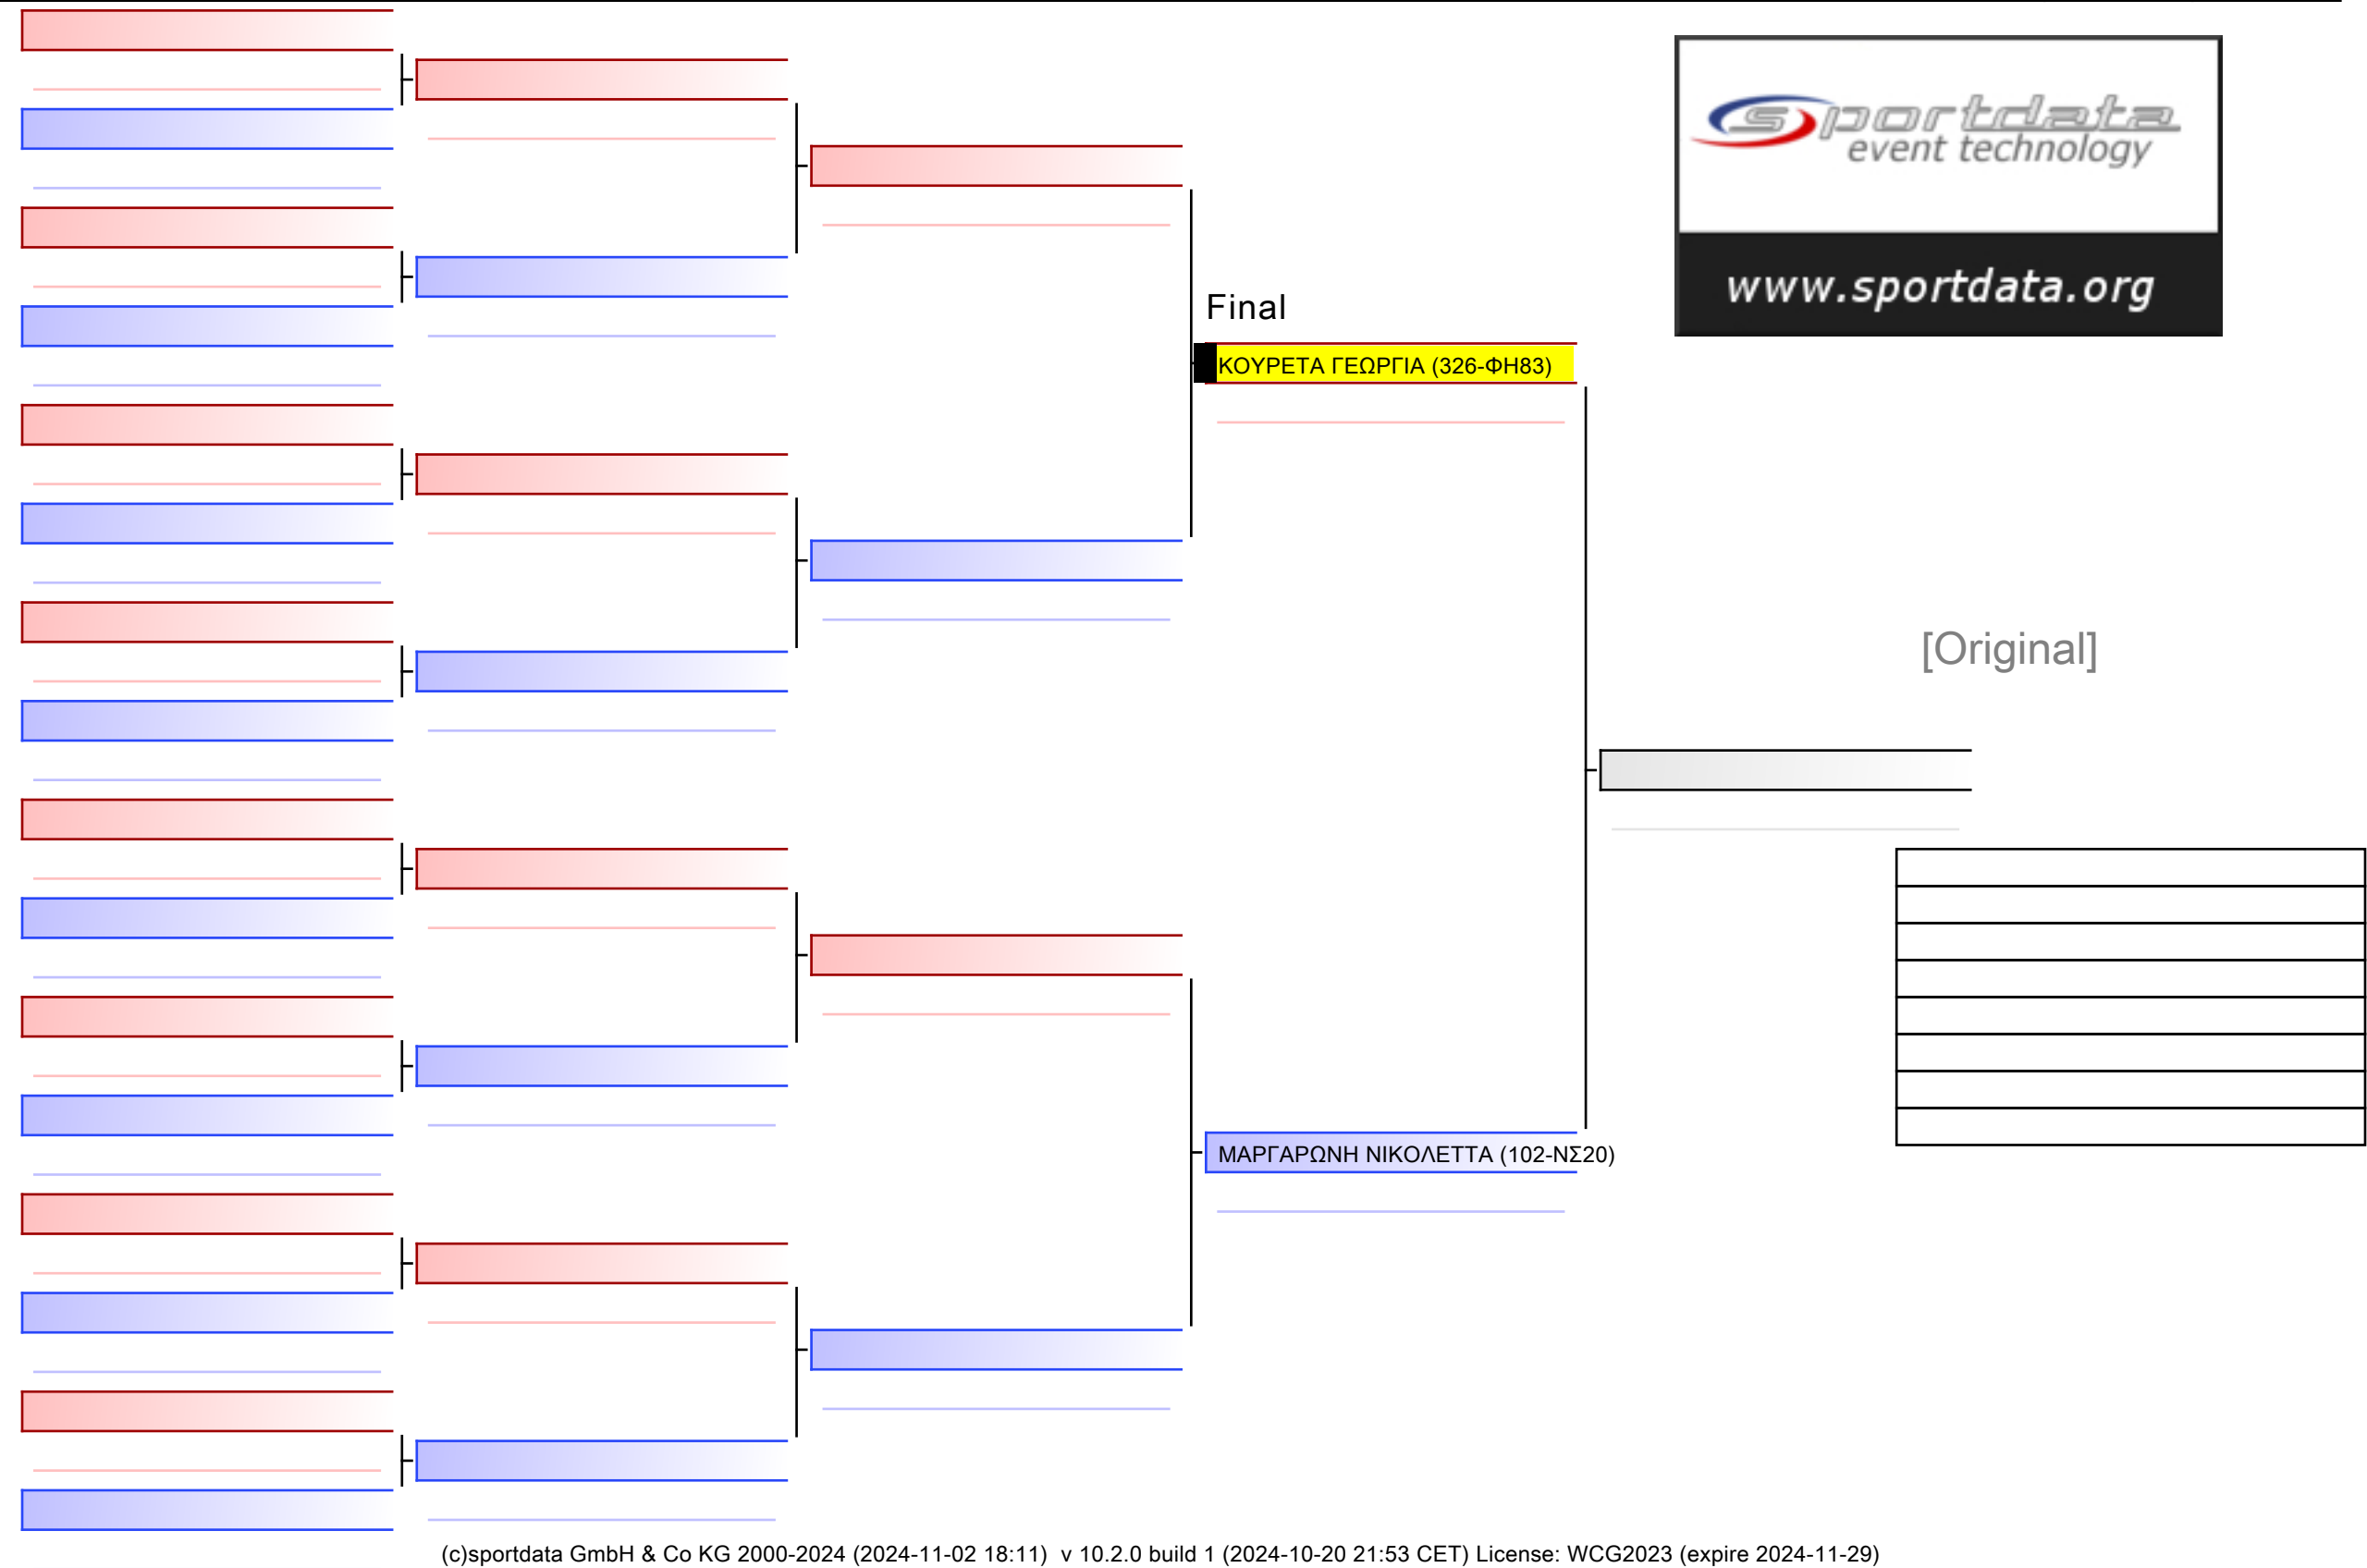 sportdata
event technology
www.sportdata.org
Final
ΚΟΥΡΕΤΑ ΓΕΩΡΓΙΑ (326-ΦΗ83)
[Original]
ΜΑΡΓΑΡΩΝΗ ΝΙΚΟΛΕΤΤΑ (102-ΝΣ20)
(c)sportdata GmbH & Co KG 2000-2024 (2024-11-02 18:11)  v 10.2.0 build 1 (2024-10-20 21:53 CET) License: WCG2023 (expire 2024-11-29)